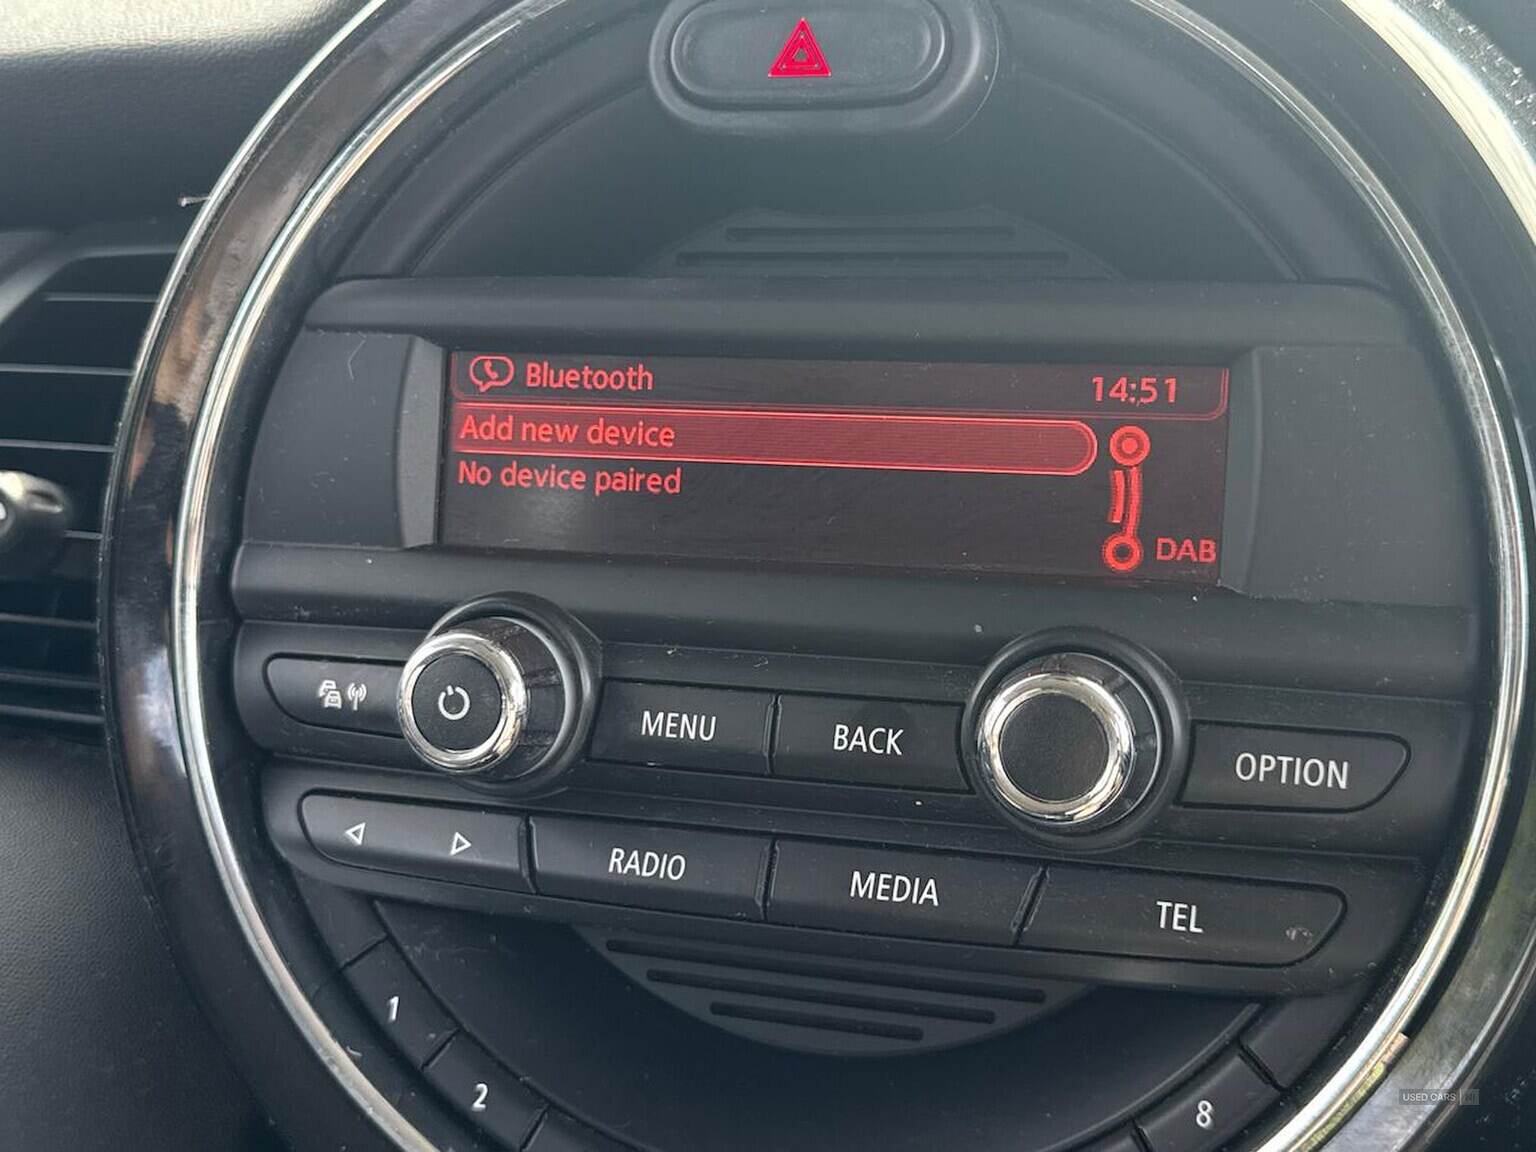 Bluetooth 14:51
Add new device
No device paired
DAB
MENU BACK
OPTION
RADIO MEDIA TEL
1
2
8
USED CARS NI